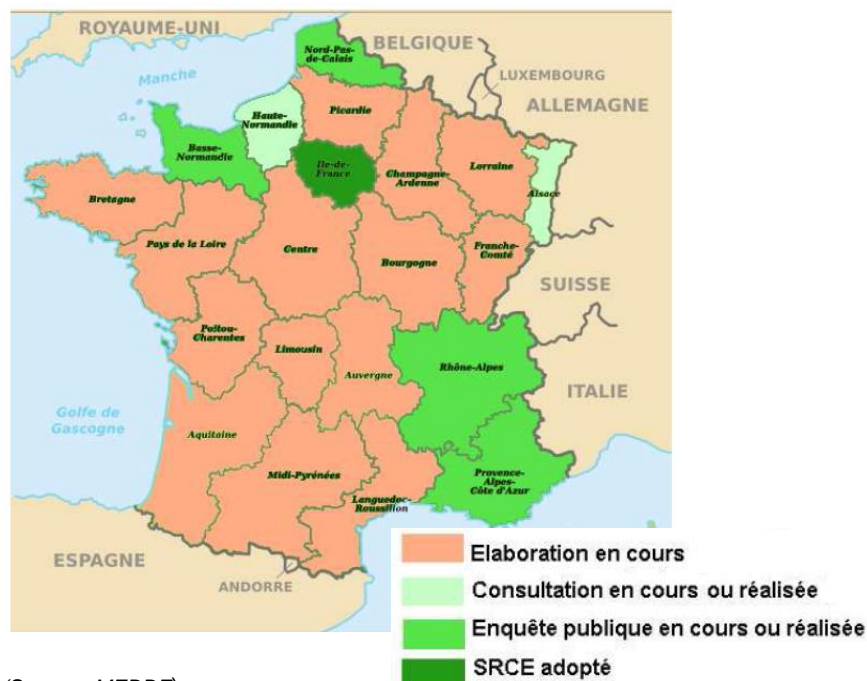 ROYAUME-UNI
BELGIQUE
Nord-Pas-
de-Calais
LUXEMBOURG
Manche
ALLEMAGNE
Haute-
Normandie
Picardie
Basse-
Normandie
Ile-de-
France
Champagne-
Ardenne
Lorraine
Alsace
Bretagne
Pays de la Loire
Centre
Bourgogne
Franche-
Comté
SUISSE
Poitou-
Charentes
Limousin
Auvergne
Rhône-Alpes
ITALIE
Golfe de
Gascogne
Aquitaine
Midi-Pyrénées
Provence-
Alpes-
Côte d'Azur
Languedoc-
Roussillon
ESPAGNE
ANDORRE
Elaboration en cours
Consultation en cours ou réalisée
Enquête publique en cours ou réalisée
SRCE adopté